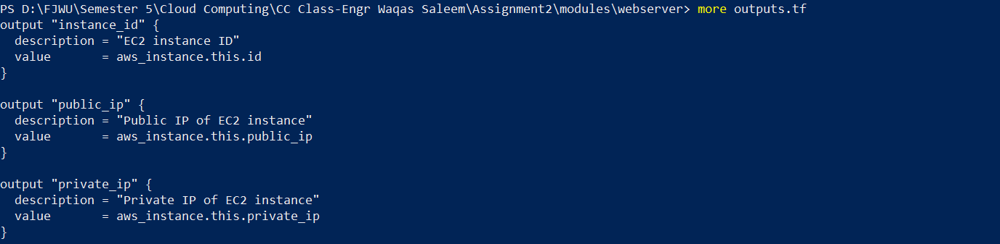 PS D:\FJWU\Semester 5\Cloud Computing\CC Class-Engr Waqas Saleem\Assignment2\modules\webserver> more outputs.tf
output "instance_id" {
  description = "EC2 instance ID"
  value       = aws_instance.this.id
}

output "public_ip" {
  description = "Public IP of EC2 instance"
  value       = aws_instance.this.public_ip
}

output "private_ip" {
  description = "Private IP of EC2 instance"
  value       = aws_instance.this.private_ip
}